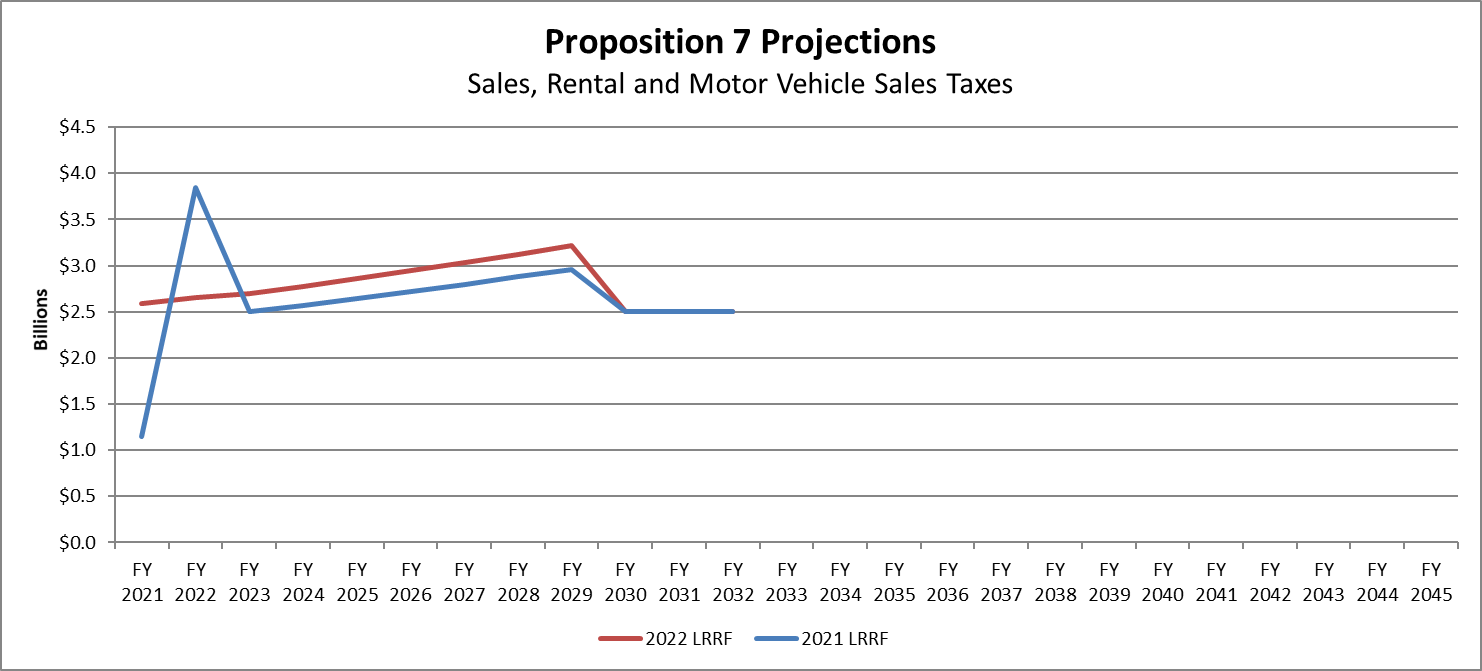 Proposition 7 Projections
Sales, Rental and Motor Vehicle Sales Taxes
Billions
$4.5
$4.0
$3.5
$3.0
$2.5
$2.0
$1.5
$1.0
$0.5
$0.0
FY FY FY FY FY FY FY FY FY FY FY FY FY FY FY FY FY FY FY FY FY FY FY FY FY
2021 2022 2023 2024 2025 2026 2027 2028 2029 2030 2031 2032 2033 2034 2035 2036 2037 2038 2039 2040 2041 2042 2043 2044 2045
2022 LRRF 2021 LRRF